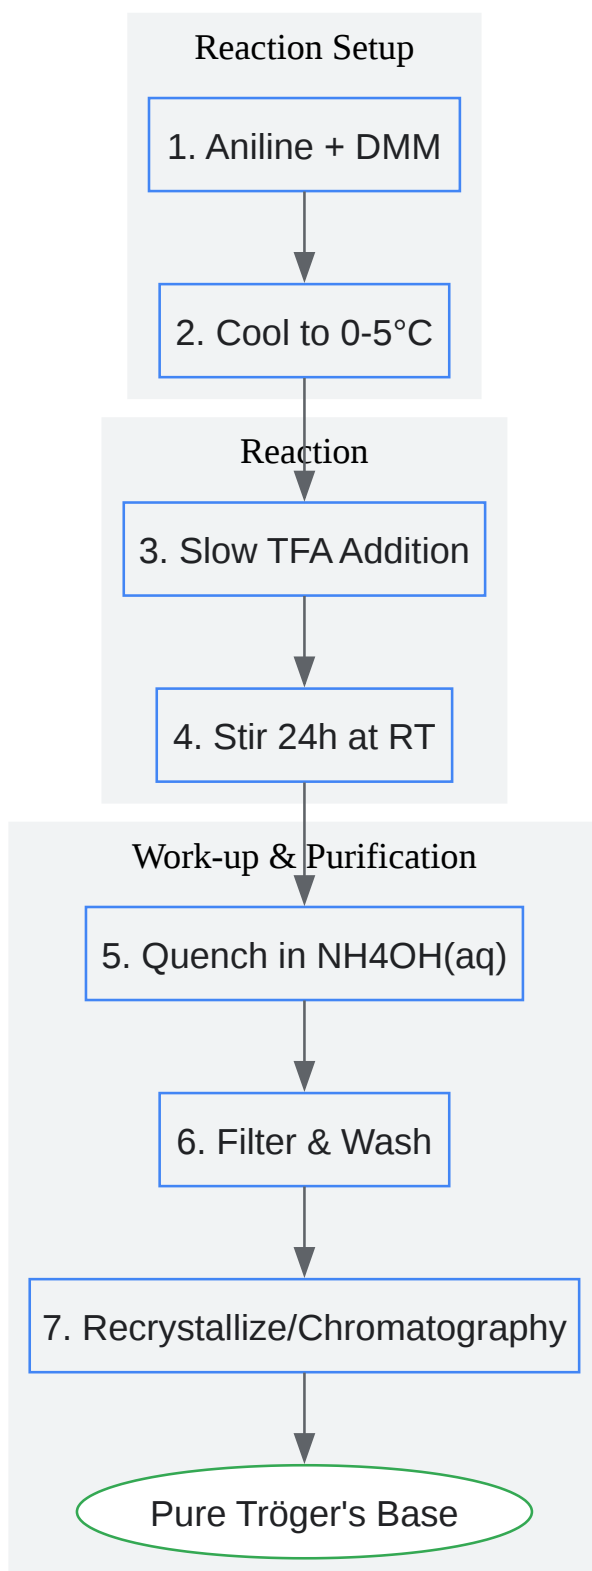 Reaction Setup
1. Aniline + DMM
2. Cool to 0-5°C
Reaction
3. Slow TFA Addition
4. Stir 24h at RT
Work-up & Purification
5. Quench in NH4OH(aq)
6. Filter & Wash
7. Recrystallize/Chromatography
Pure Tröger's Base